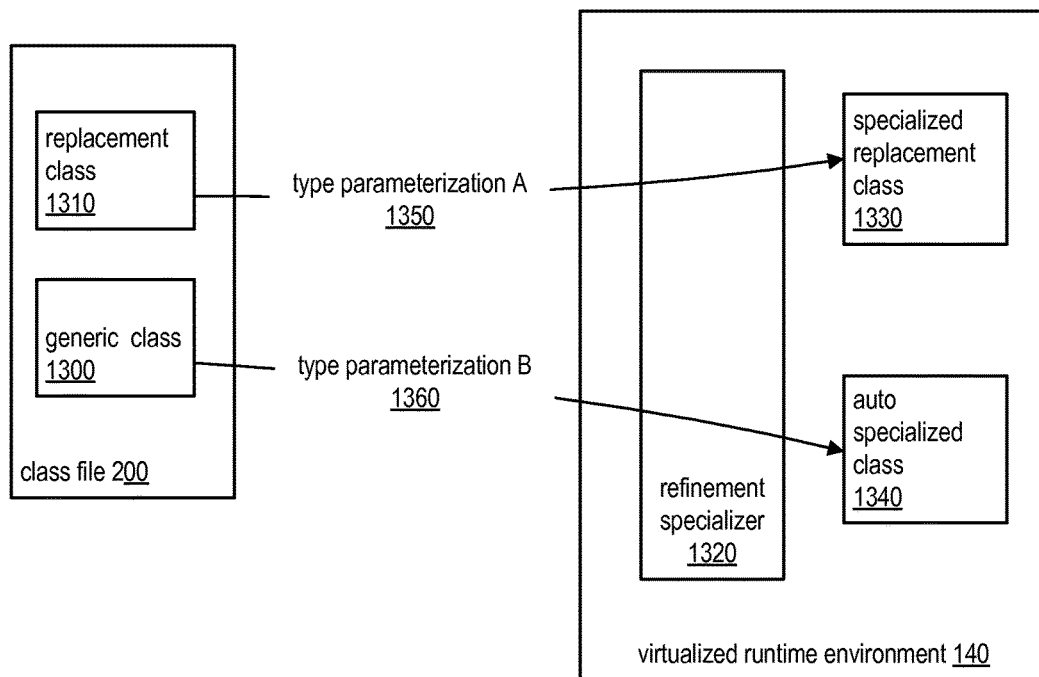 replacement
class
1310
generic class
1300
class file 200
type parameterization A
1350
type parameterization B
1360
refinement
specializer
1320
specialized
replacement
class
1330
auto
specialized
class
1340
virtualized runtime environment 140